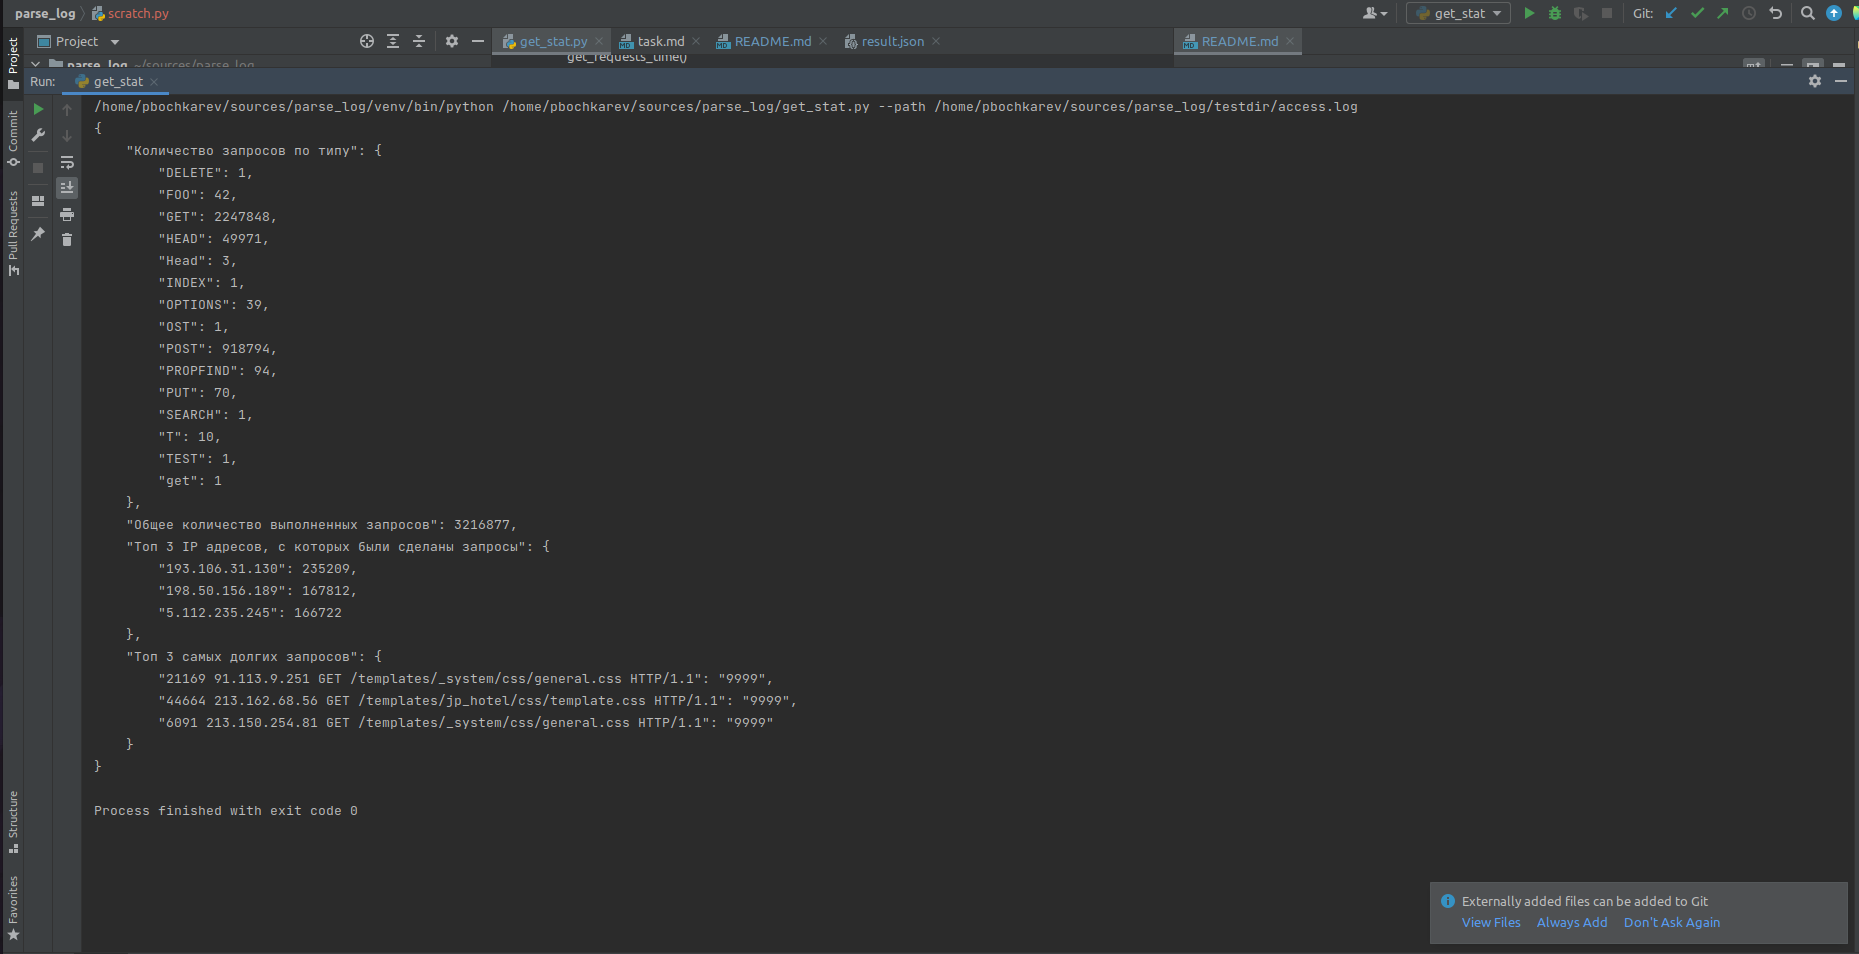 parse_log scratch.py get_stat Git:
Project get_stat.py task.md README.md result.json README.md
parse_log ~/sources/parse_log get_requests_time()
Run: get_stat
Project
Commit
Pull Requests
Structure
Favorites
/home/pbochkarev/sources/parse_log/venv/bin/python /home/pbochkarev/sources/parse_log/get_stat.py --path /home/pbochkarev/sources/parse_log/testdir/access.log
{
"Количество запросов по типу": {
"DELETE": 1,
"FOO": 42,
"GET": 2247848,
"HEAD": 49971,
"Head": 3,
"INDEX": 1,
"OPTIONS": 39,
"OST": 1,
"POST": 918794,
"PROPFIND": 94,
"PUT": 70,
"SEARCH": 1,
"T": 10,
"TEST": 1,
"get": 1
},
"Общее количество выполненных запросов": 3216877,
"Топ 3 IP адресов, с которых были сделаны запросы": {
"193.106.31.130": 235209,
"198.50.156.189": 167812,
"5.112.235.245": 166722
},
"Топ 3 самых долгих запросов": {
"21169 91.113.9.251 GET /templates/_system/css/general.css HTTP/1.1": "9999",
"44664 213.162.68.56 GET /templates/jp_hotel/css/template.css HTTP/1.1": "9999",
"6091 213.150.254.81 GET /templates/_system/css/general.css HTTP/1.1": "9999"
}
}
Process finished with exit code 0
Externally added files can be added to Git
View Files Always Add Don't Ask Again